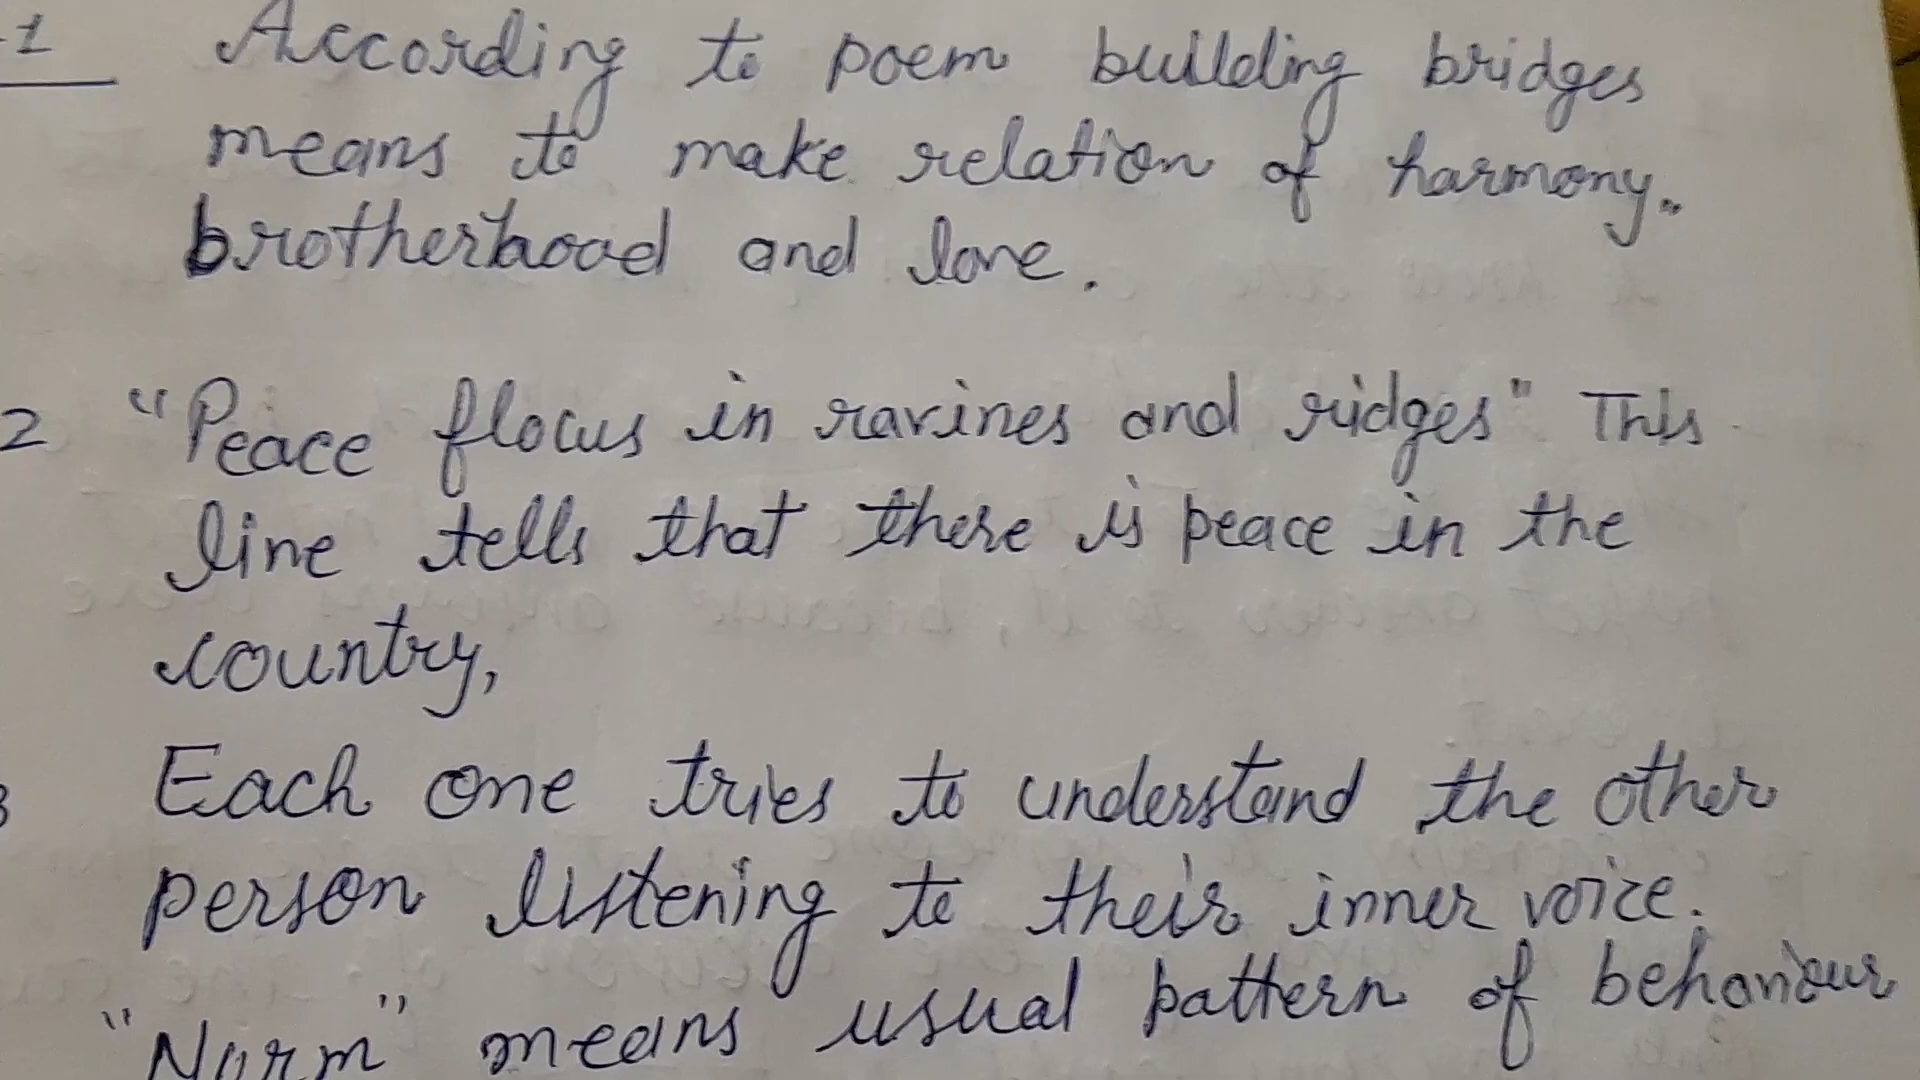 1 According to poem building bridges
means to make relation of harmony..
brotherhood and love.
2 "Peace flocus in ravines and ridges" This
line tells that there is peace in the
country,
3 Each one tries to understand the other
person listening to their inner voice.
"Norm" means usual pattern of behaviour